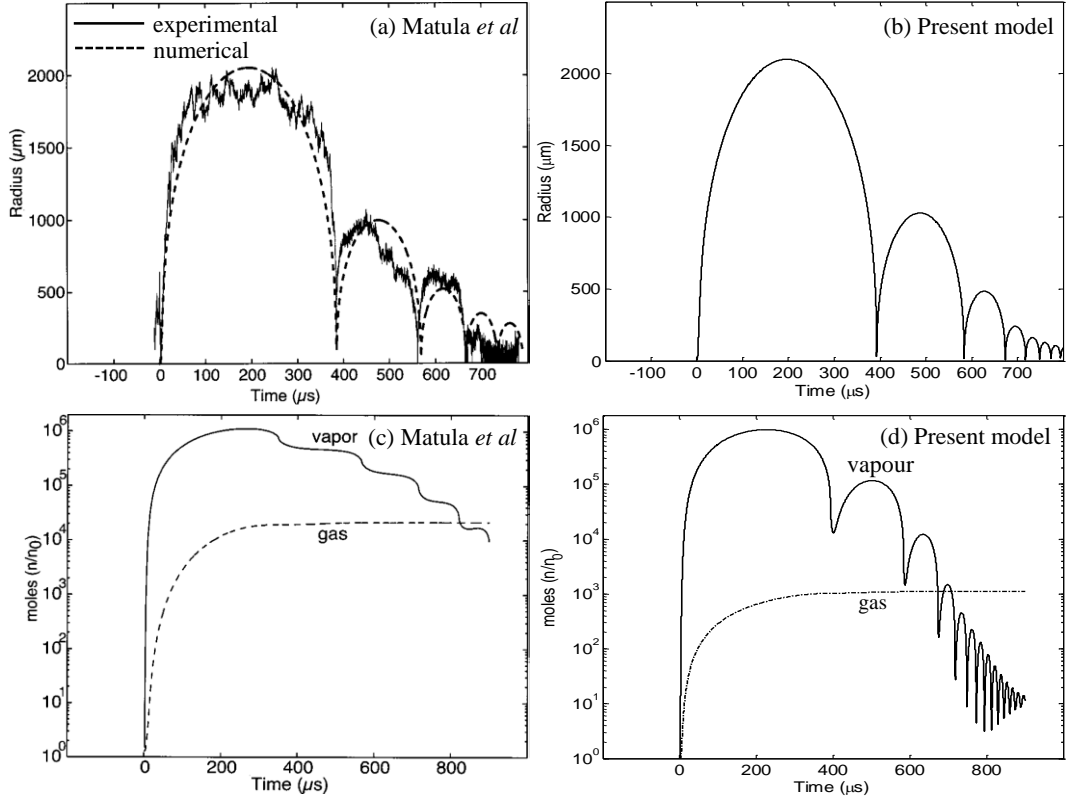 experimental
numerical
(a) Matula et al
2000
1500
1000
500
0
Radius (µm)
-100 0 100 200 300 400 500 600 700
Time (µs)
(b) Present model
2000
1500
1000
500
0
Radius (µm)
-100 0 100 200 300 400 500 600 700
Time (µs)
(c) Matula et al
vapor
gas
10^6
10^5
10^4
10^3
10^2
10^1
10^0
moles (n/n0)
0 200 400 600 800
Time (µs)
(d) Present model
vapour
gas
10^6
10^5
10^4
10^3
10^2
10^1
10^0
moles (n/n0)
0 200 400 600 800
Time (µs)